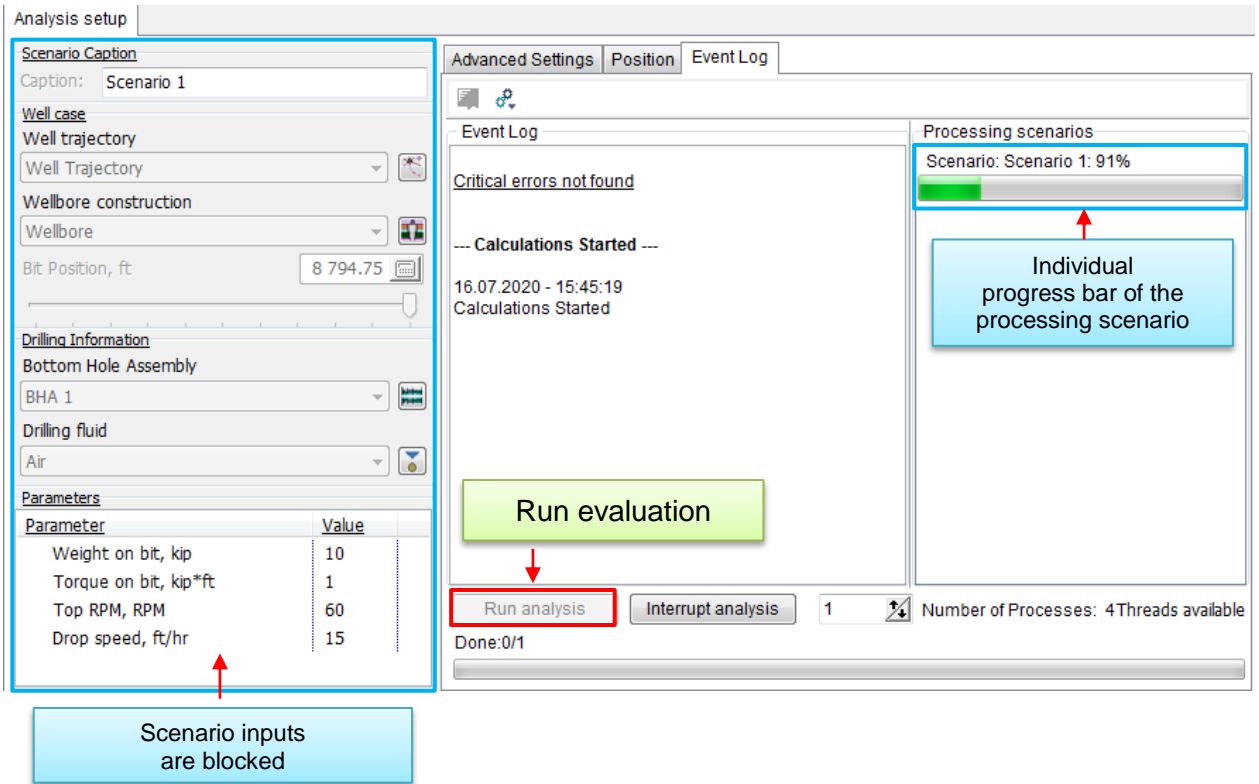 Analysis setup
Scenario Caption
Caption: Scenario 1
Well case
Well trajectory
Well Trajectory
Wellbore construction
Wellbore
Bit Position, ft 8 794.75
Drilling Information
Bottom Hole Assembly
BHA 1
Drilling fluid
Air
Parameters
Parameter Value
Weight on bit, kip 10
Torque on bit, kip*ft 1
Top RPM, RPM 60
Drop speed, ft/hr 15
Scenario inputs
are blocked
Advanced Settings Position Event Log
Event Log
Critical errors not found
--- Calculations Started ---
16.07.2020 - 15:45:19
Calculations Started
Run evaluation
Run analysis Interrupt analysis 1 Number of Processes: 4Threads available
Done:0/1
Processing scenarios
Scenario: Scenario 1: 91%
Individual
progress bar of the
processing scenario